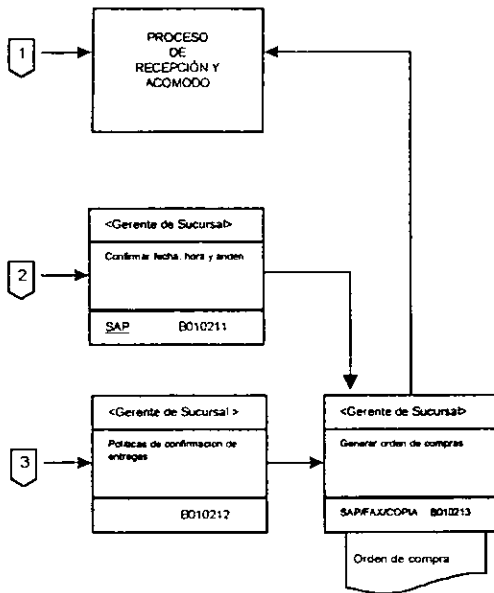 1
PROCESO
DE
RECEPCIÓN Y
ACOMODO
<Gerente de Sucursal>
2
Confirmar fecha, hora y anden
SAP B010211
<Gerente de Sucursal >
3
Politicas de confirmacion de
entregas
B010212
<Gerente de Sucursal>
Generar orden de compras
SAP/FAX/COPIA B010213
Orden de compra